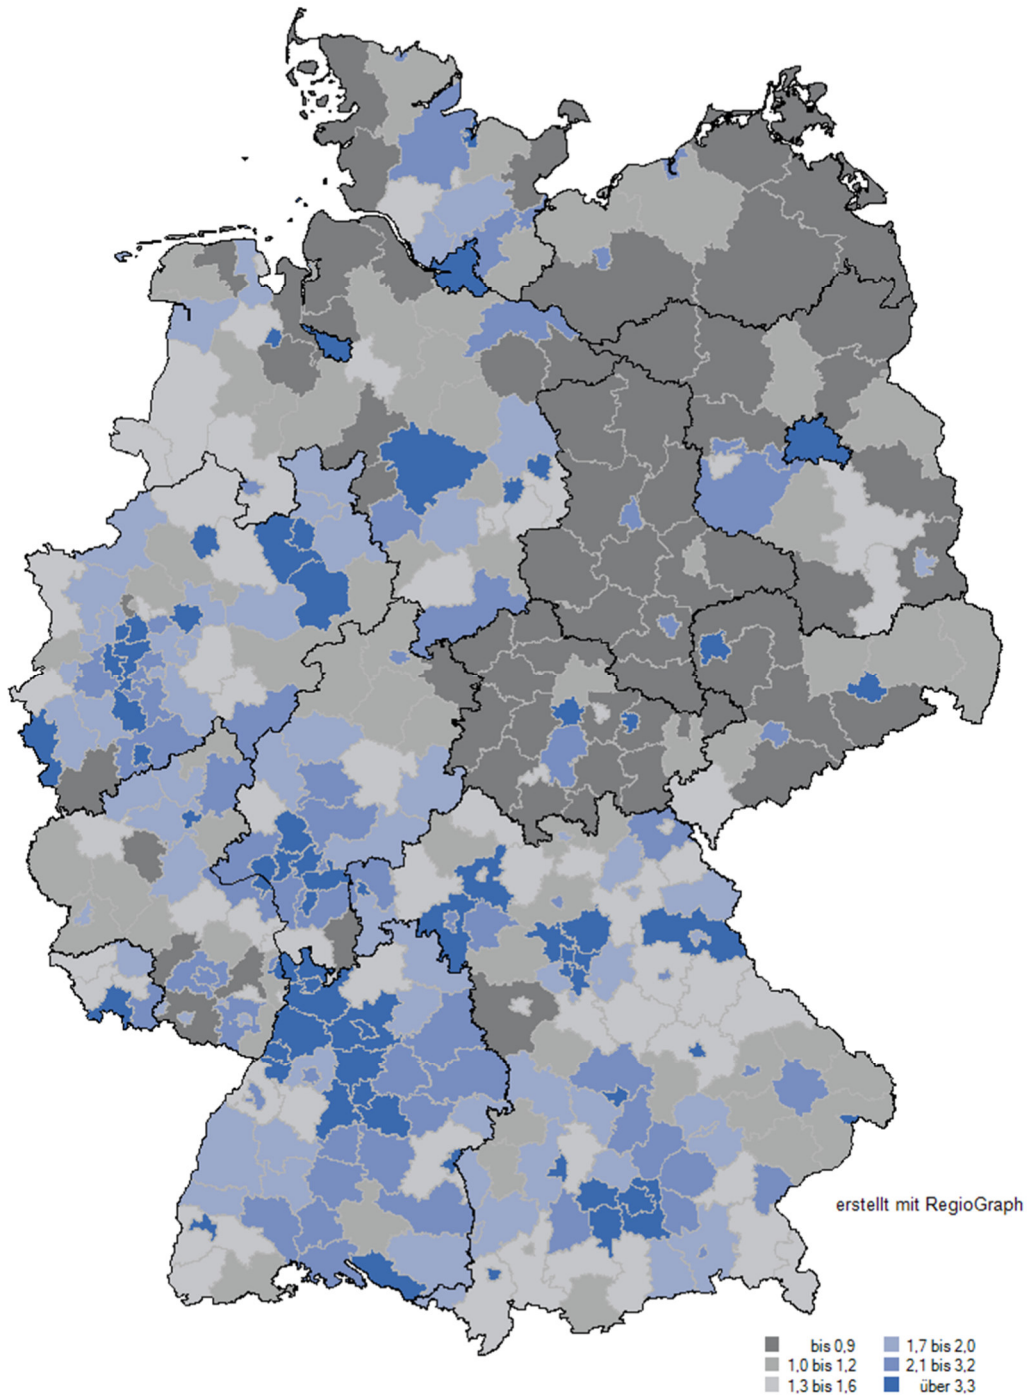 erstellt mit RegioGraph
bis 0,9 1,7 bis 2,0
1,0 bis 1,2 2,1 bis 3,2
1,3 bis 1,6 über 3,3